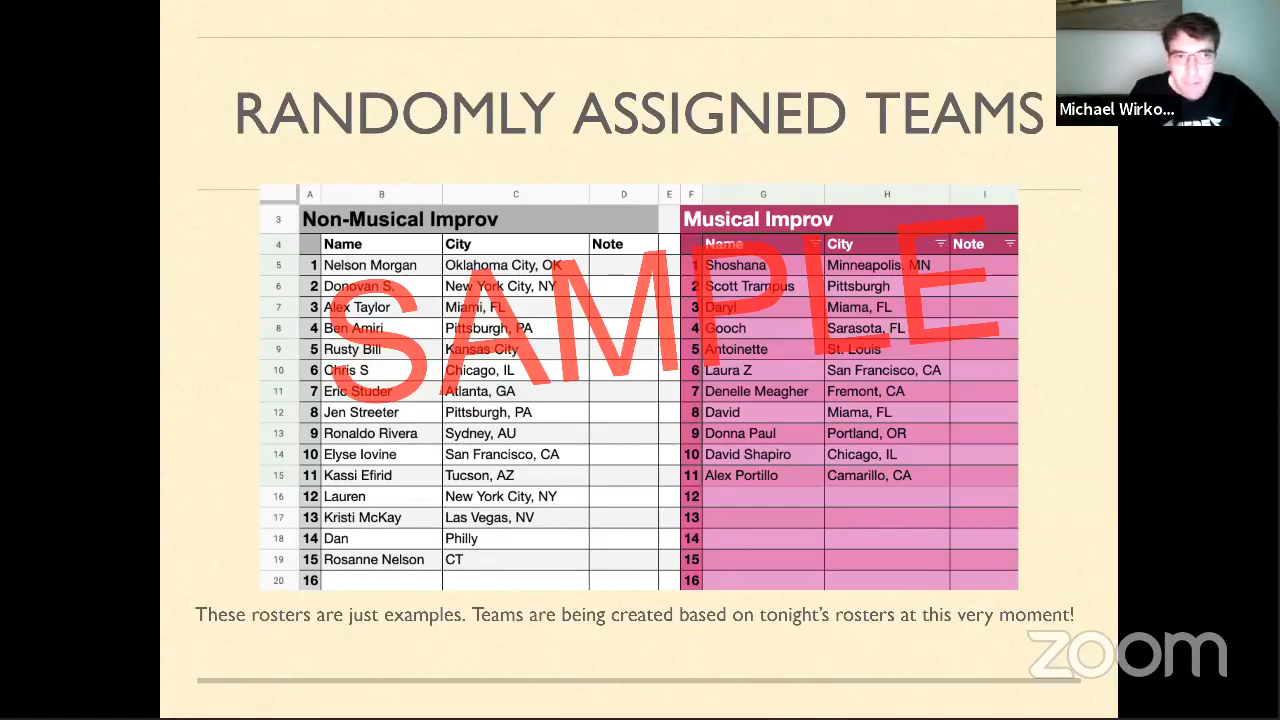 RANDOMLY ASSIGNED TEAMS
Michael Wirko...
A B C D E F G H I
3 Non-Musical Improv Musical Improv
4 Name City Note Name City Note
5 1 Nelson Morgan Oklahoma City, OK 1 Shoshana Minneapolis, MN
6 2 Donovan S. New York City, NY 2 Scott Trampus Pittsburgh
7 3 Alex Taylor Miami, FL 3 Daryl Miama, FL
8 4 Ben Amiri Pittsburgh, PA 4 Gooch Sarasota, FL
9 5 Rusty Bill Kansas City 5 Antoinette St. Louis
10 6 Chris S Chicago, IL 6 Laura Z San Francisco, CA
11 7 Eric Studer Atlanta, GA 7 Denelle Meagher Fremont, CA
12 8 Jen Streeter Pittsburgh, PA 8 David Miama, FL
13 9 Ronaldo Rivera Sydney, AU 9 Donna Paul Portland, OR
14 10 Elyse Iovine San Francisco, CA 10 David Shapiro Chicago, IL
15 11 Kassi Efirid Tucson, AZ 11 Alex Portillo Camarillo, CA
16 12 Lauren New York City, NY 12
17 13 Kristi McKay Las Vegas, NV 13
18 14 Dan Philly 14
19 15 Rosanne Nelson CT 15
20 16 16
SAMPLE
These rosters are just examples. Teams are being created based on tonight's rosters at this very moment!
zoom